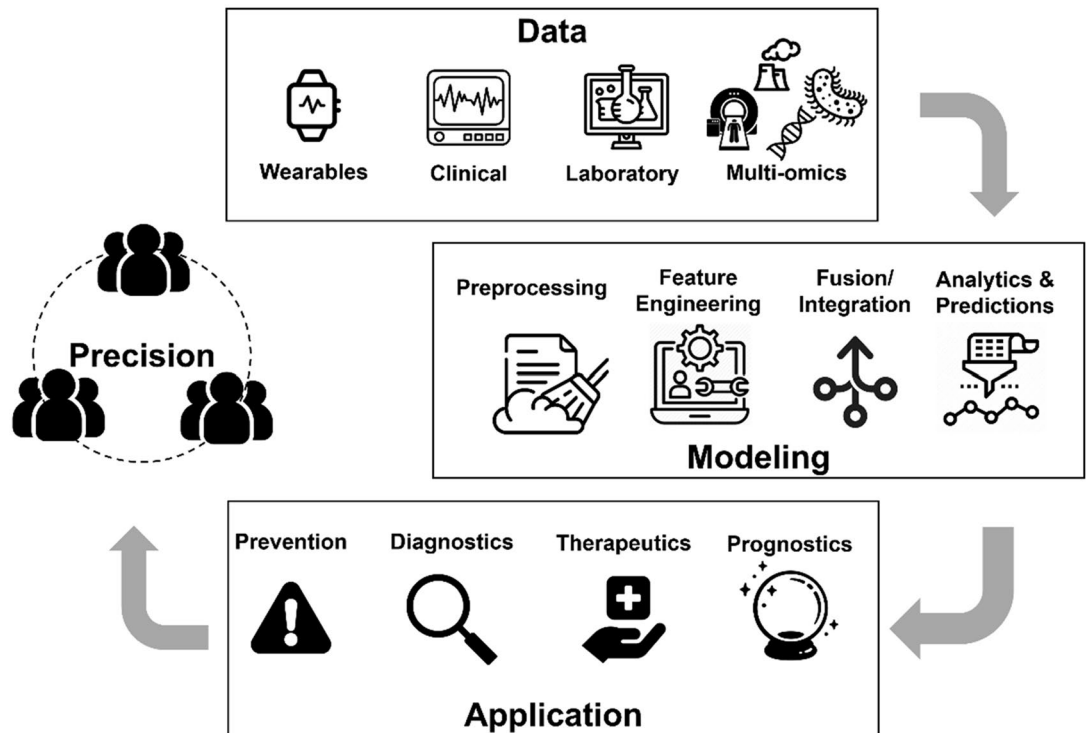 Data
Wearables
Clinical
Laboratory
Multi-omics
Precision
Preprocessing
Feature
Engineering
Fusion/
Integration
Analytics &
Predictions
Modeling
Prevention
Diagnostics
Therapeutics
Prognostics
Application